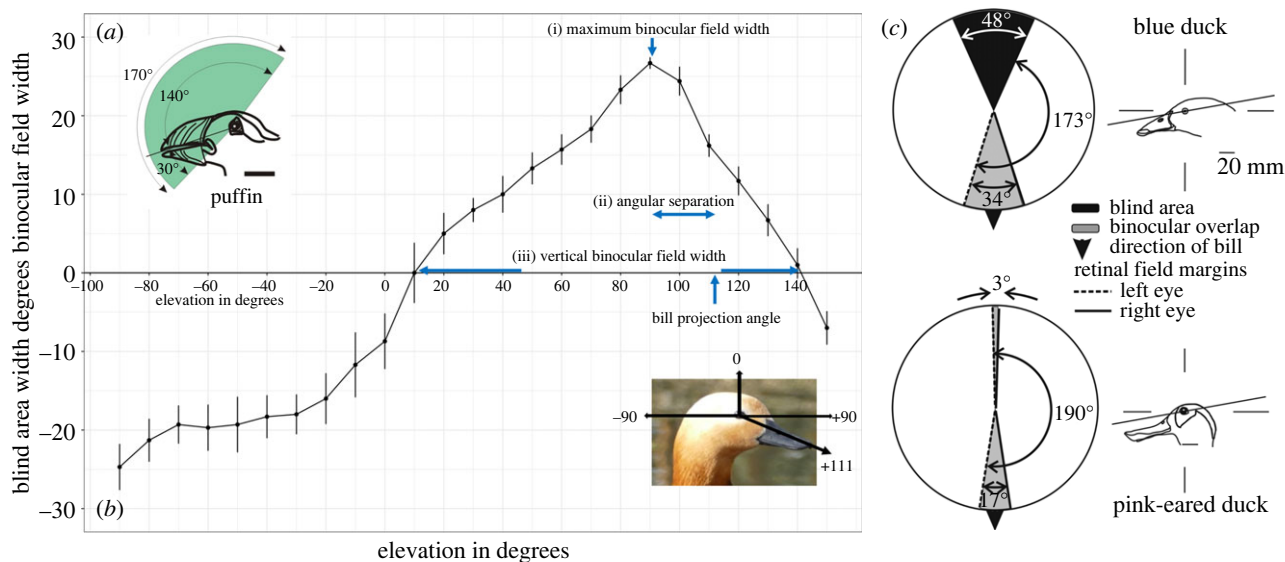 (a)
170°
140°
30°
puffin
(i) maximum binocular field width
(ii) angular separation
(iii) vertical binocular field width
bill projection angle
blind area width degrees binocular field width
30
20
10
0
–10
–20
–30
–100 –80 –60 –40 –20 0 20 40 60 80 100 120 140
elevation in degrees
0
–90 +90
+111
(b)
elevation in degrees
(c)
48°
173°
34°
blue duck
20 mm
blind area
binocular overlap
direction of bill
retinal field margins
left eye
right eye
3°
190°
17°
pink-eared duck